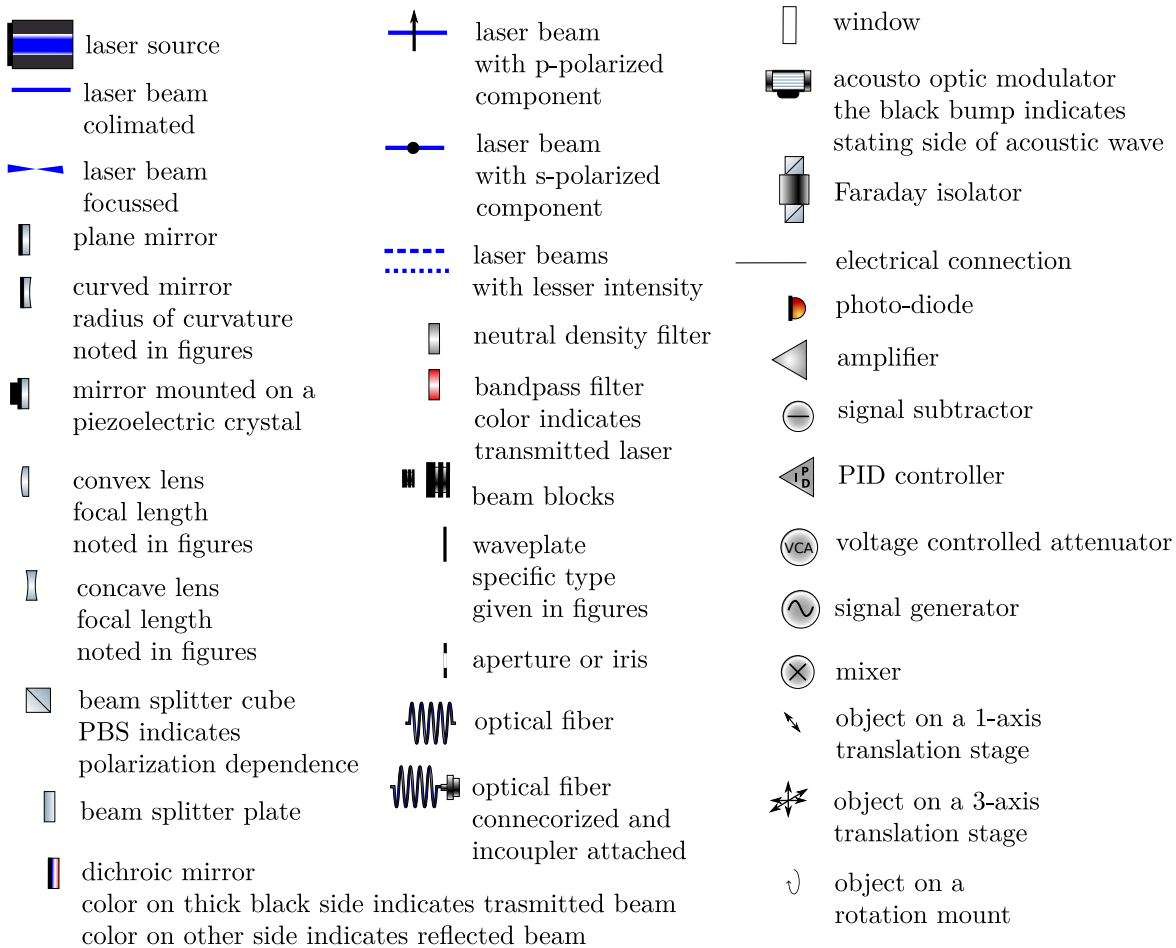 laser source
laser beam
colimated
laser beam
focussed
plane mirror
curved mirror
radius of curvature
noted in figures
mirror mounted on a
piezoelectric crystal
convex lens
focal length
noted in figures
concave lens
focal length
noted in figures
beam splitter cube
PBS indicates
polarization dependence
beam splitter plate
dichroic mirror
color on thick black side indicates trasmitted beam
color on other side indicates reflected beam
laser beam
with p-polarized
component
laser beam
with s-polarized
component
laser beams
with lesser intensity
neutral density filter
bandpass filter
color indicates
transmitted laser
beam blocks
waveplate
specific type
given in figures
aperture or iris
optical fiber
optical fiber
connecorized and
incoupler attached
window
acousto optic modulator
the black bump indicates
stating side of acoustic wave
Faraday isolator
electrical connection
photo-diode
amplifier
signal subtractor
P
I
D
PID controller
VCA
voltage controlled attenuator
signal generator
mixer
object on a 1-axis
translation stage
object on a 3-axis
translation stage
object on a
rotation mount